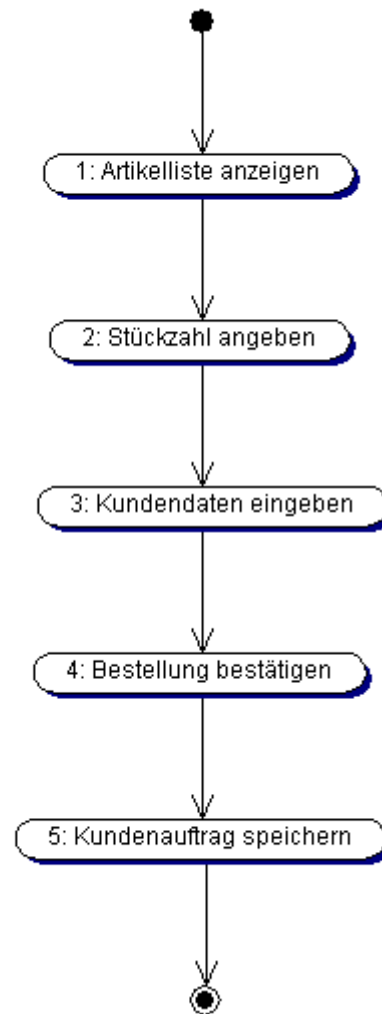 1: Artikelliste anzeigen
2: Stückzahl angeben
3: Kundendaten eingeben
4: Bestellung bestätigen
5: Kundenauftrag speichern